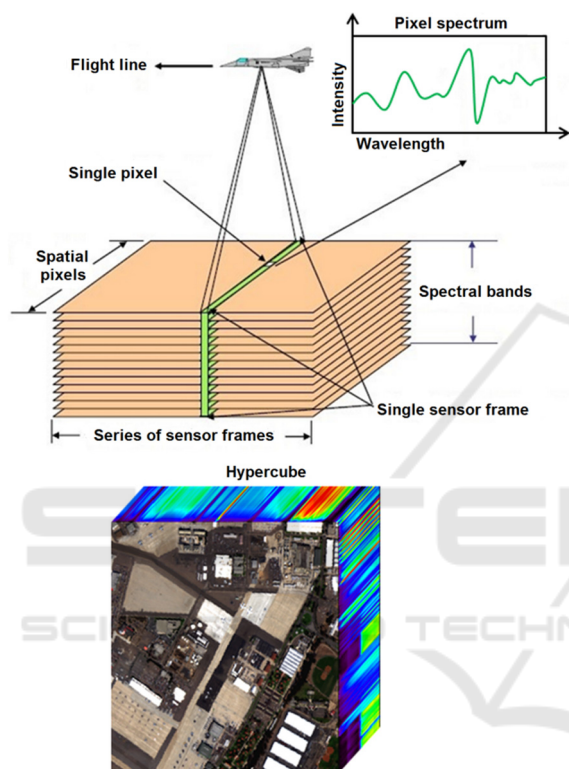 Pixel spectrum
Flight line
Intensity
Wavelength
Single pixel
Spatial
pixels
Spectral bands
Single sensor frame
Series of sensor frames
Hypercube